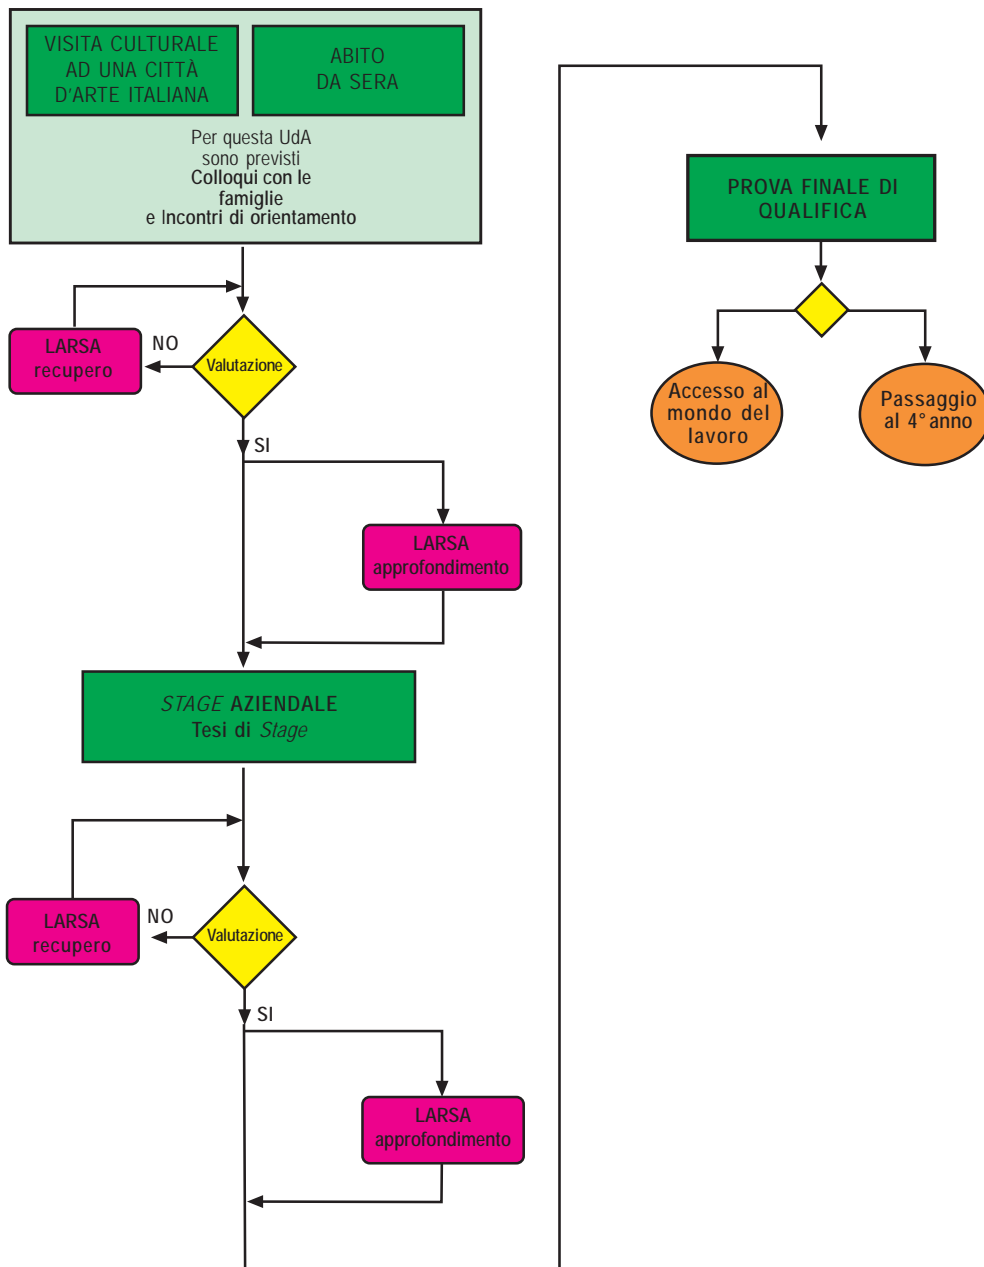 VISITA CULTURALE
AD UNA CITTÀ
D'ARTE ITALIANA
ABITO
DA SERA
Per questa UdA
sono previsti
Colloqui con le
famiglie
e Incontri di orientamento
LARSA
recupero
NO
Valutazione
SI
LARSA
approfondimento
STAGE AZIENDALE
Tesi di Stage
LARSA
recupero
NO
Valutazione
SI
LARSA
approfondimento
PROVA FINALE DI
QUALIFICA
Accesso al
mondo del
lavoro
Passaggio
al 4° anno